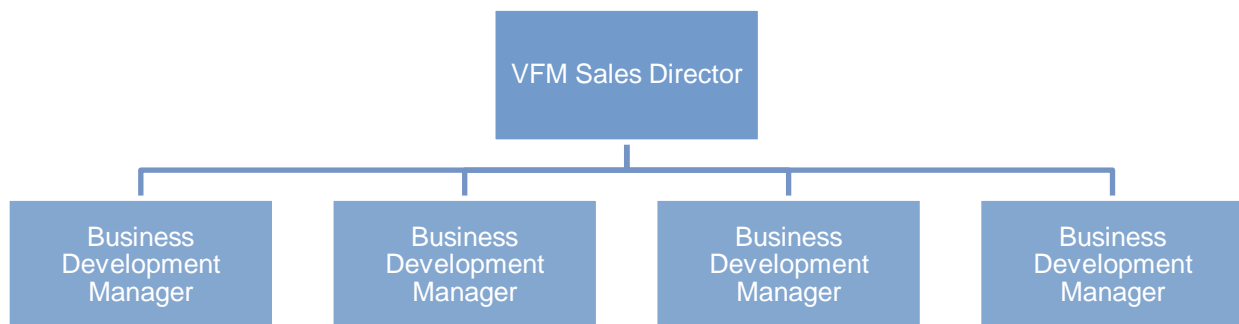 VFM Sales Director
Business
Development
Manager
Business
Development
Manager
Business
Development
Manager
Business
Development
Manager